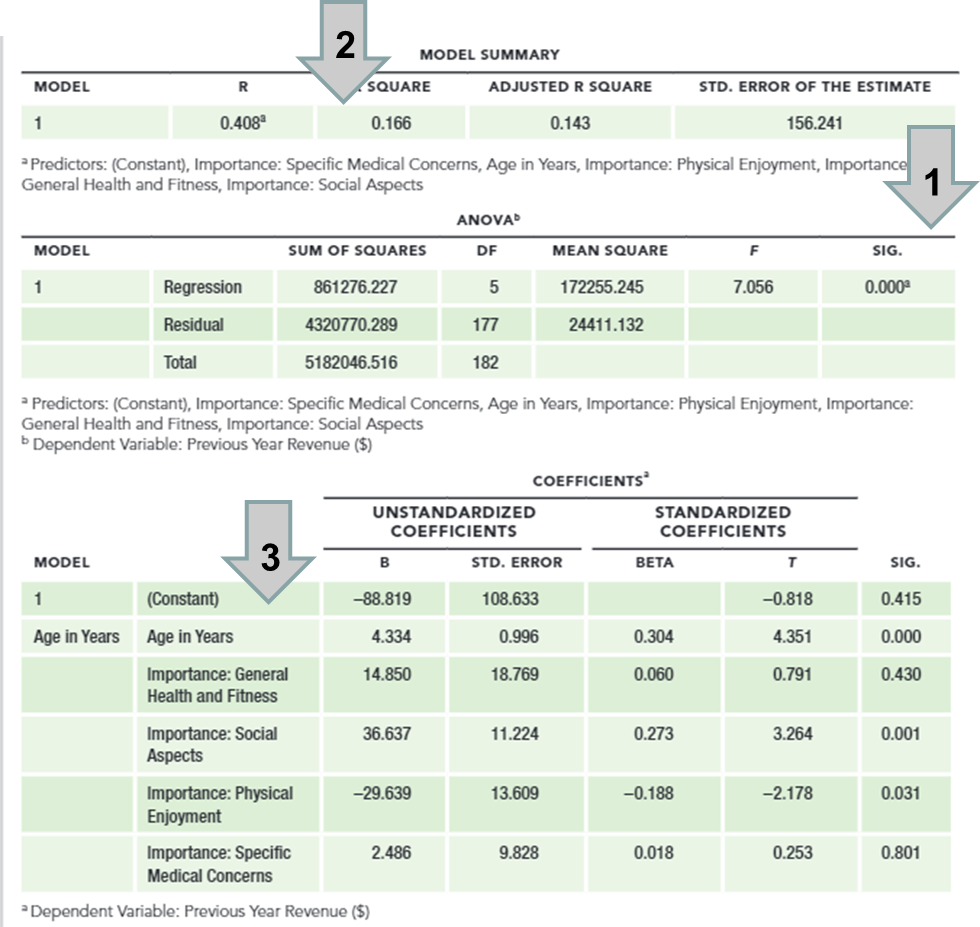 2
MODEL SUMMARY
MODEL R SQUARE ADJUSTED R SQUARE STD. ERROR OF THE ESTIMATE
1 0.408ᵃ 0.166 0.143 156.241
ᵃ Predictors: (Constant), Importance: Specific Medical Concerns, Age in Years, Importance: Physical Enjoyment, Importance
General Health and Fitness, Importance: Social Aspects
1
ANOVAᵇ
MODEL SUM OF SQUARES DF MEAN SQUARE F SIG.
1 Regression 861276.227 5 172255.245 7.056 0.000ᵃ
Residual 4320770.289 177 24411.132
Total 5182046.516 182
ᵃ Predictors: (Constant), Importance: Specific Medical Concerns, Age in Years, Importance: Physical Enjoyment, Importance:
General Health and Fitness, Importance: Social Aspects
ᵇ Dependent Variable: Previous Year Revenue ($)
COEFFICIENTSᵃ
UNSTANDARDIZED STANDARDIZED
COEFFICIENTS COEFFICIENTS
3
MODEL B STD. ERROR BETA T SIG.
1 (Constant) −88.819 108.633 −0.818 0.415
Age in Years Age in Years 4.334 0.996 0.304 4.351 0.000
Importance: General 14.850 18.769 0.060 0.791 0.430
Health and Fitness
Importance: Social 36.637 11.224 0.273 3.264 0.001
Aspects
Importance: Physical −29.639 13.609 −0.188 −2.178 0.031
Enjoyment
Importance: Specific 2.486 9.828 0.018 0.253 0.801
Medical Concerns
ᵃ Dependent Variable: Previous Year Revenue ($)